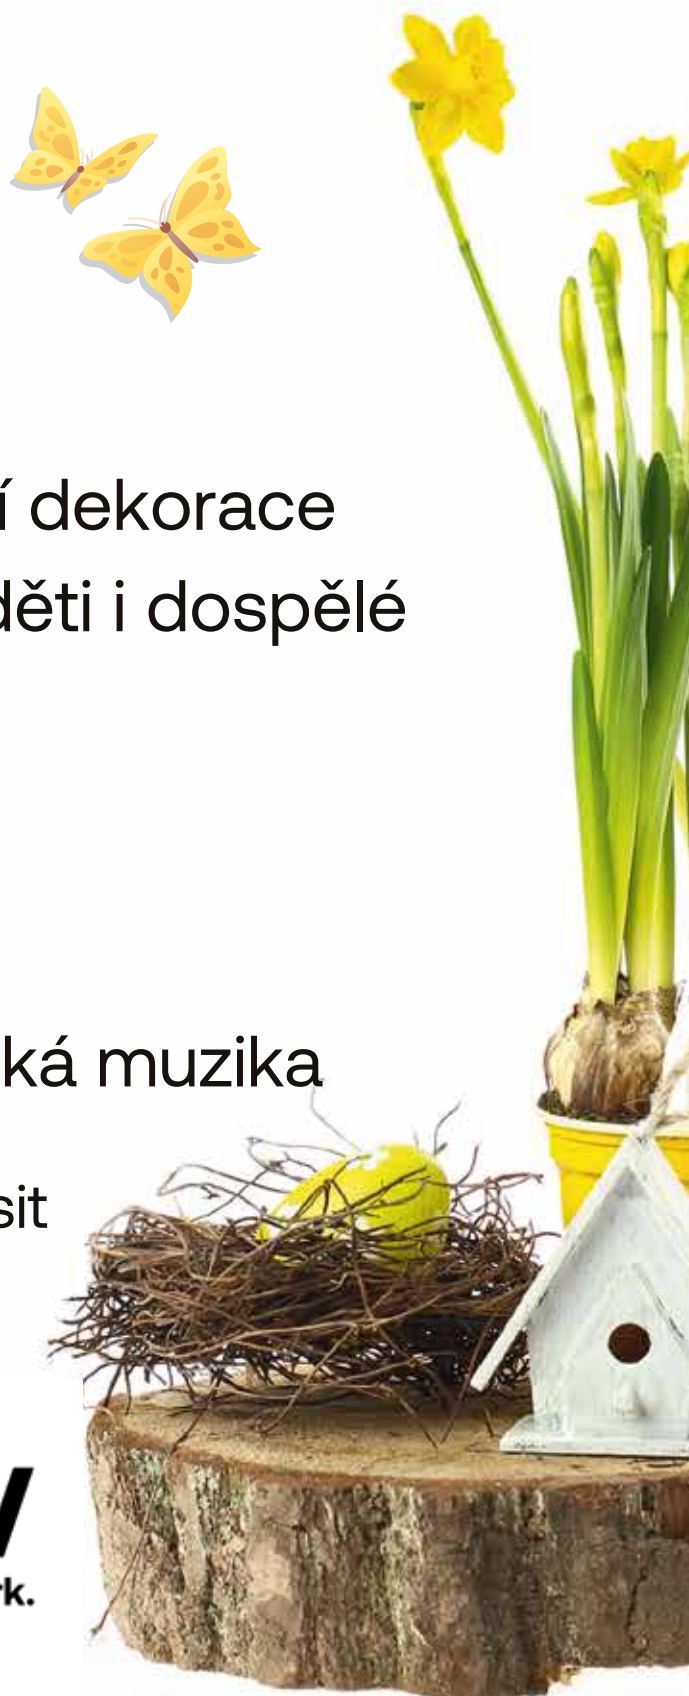 í dekorace
děti i dospělé
ká muzika
sit
rk.